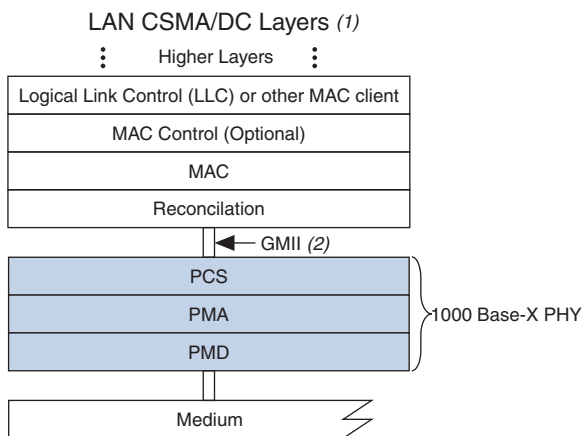 LAN CSMA/DC Layers (1)
Higher Layers
Logical Link Control (LLC) or other MAC client
MAC Control (Optional)
MAC
Reconcilation
GMII (2)
PCS
PMA
PMD
1000 Base-X PHY
Medium